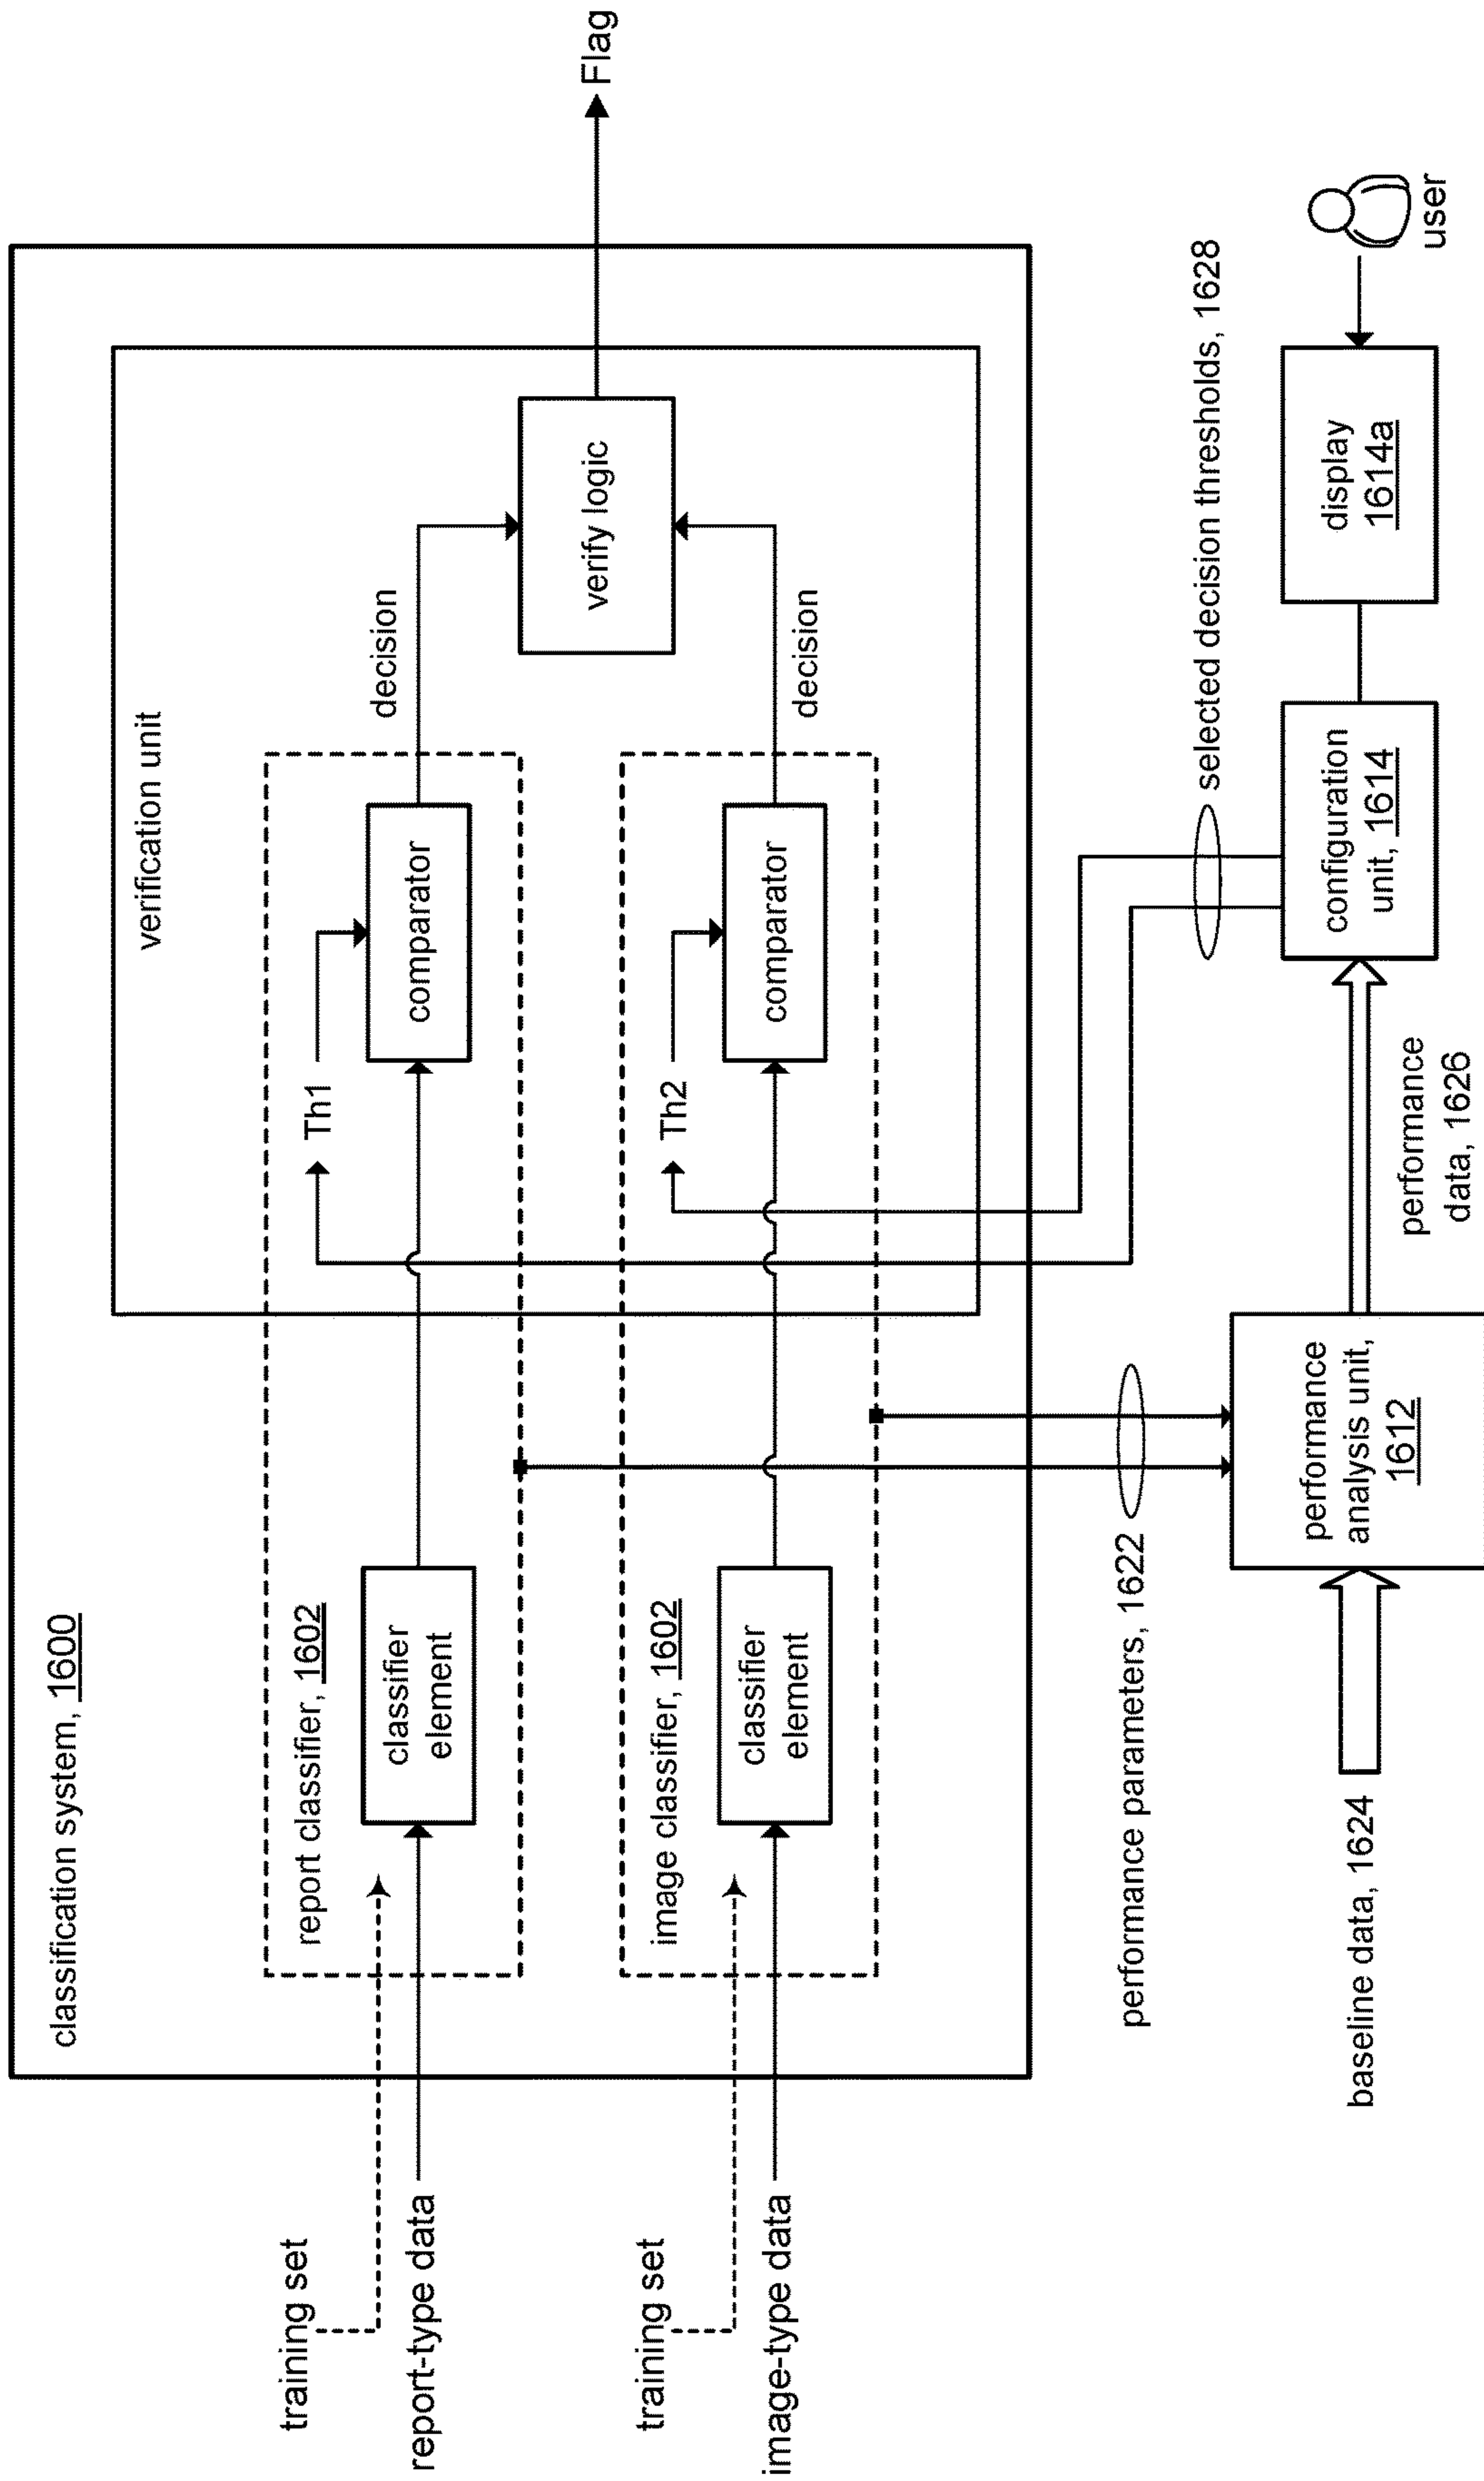 classification system, 1600
verification unit
training set
report classifier, 1602
report-type data
classifier
element
Th1
comparator
decision
verify logic
Flag
training set
image classifier, 1602
image-type data
classifier
element
Th2
comparator
decision
performance parameters, 1622
selected decision thresholds, 1628
baseline data, 1624
performance
analysis unit,
1612
performance
data, 1626
configuration
unit, 1614
display
1614a
user